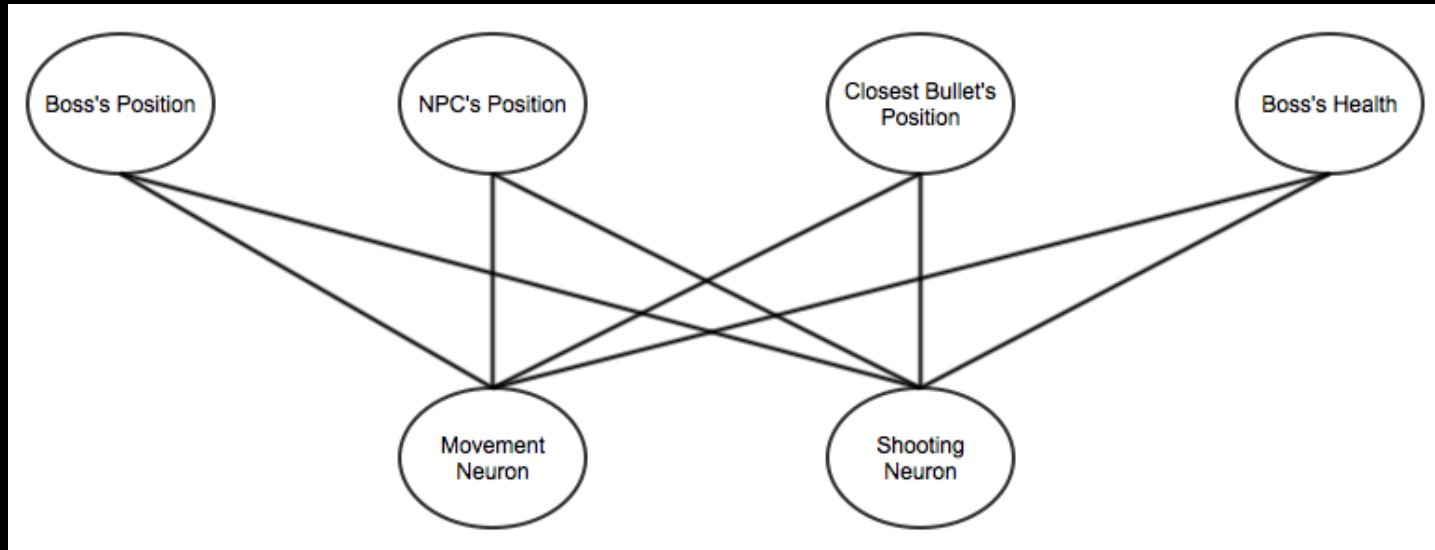 Boss's Position
NPC's Position
Closest Bullet's
Position
Boss's Health
Movement
Neuron
Shooting
Neuron